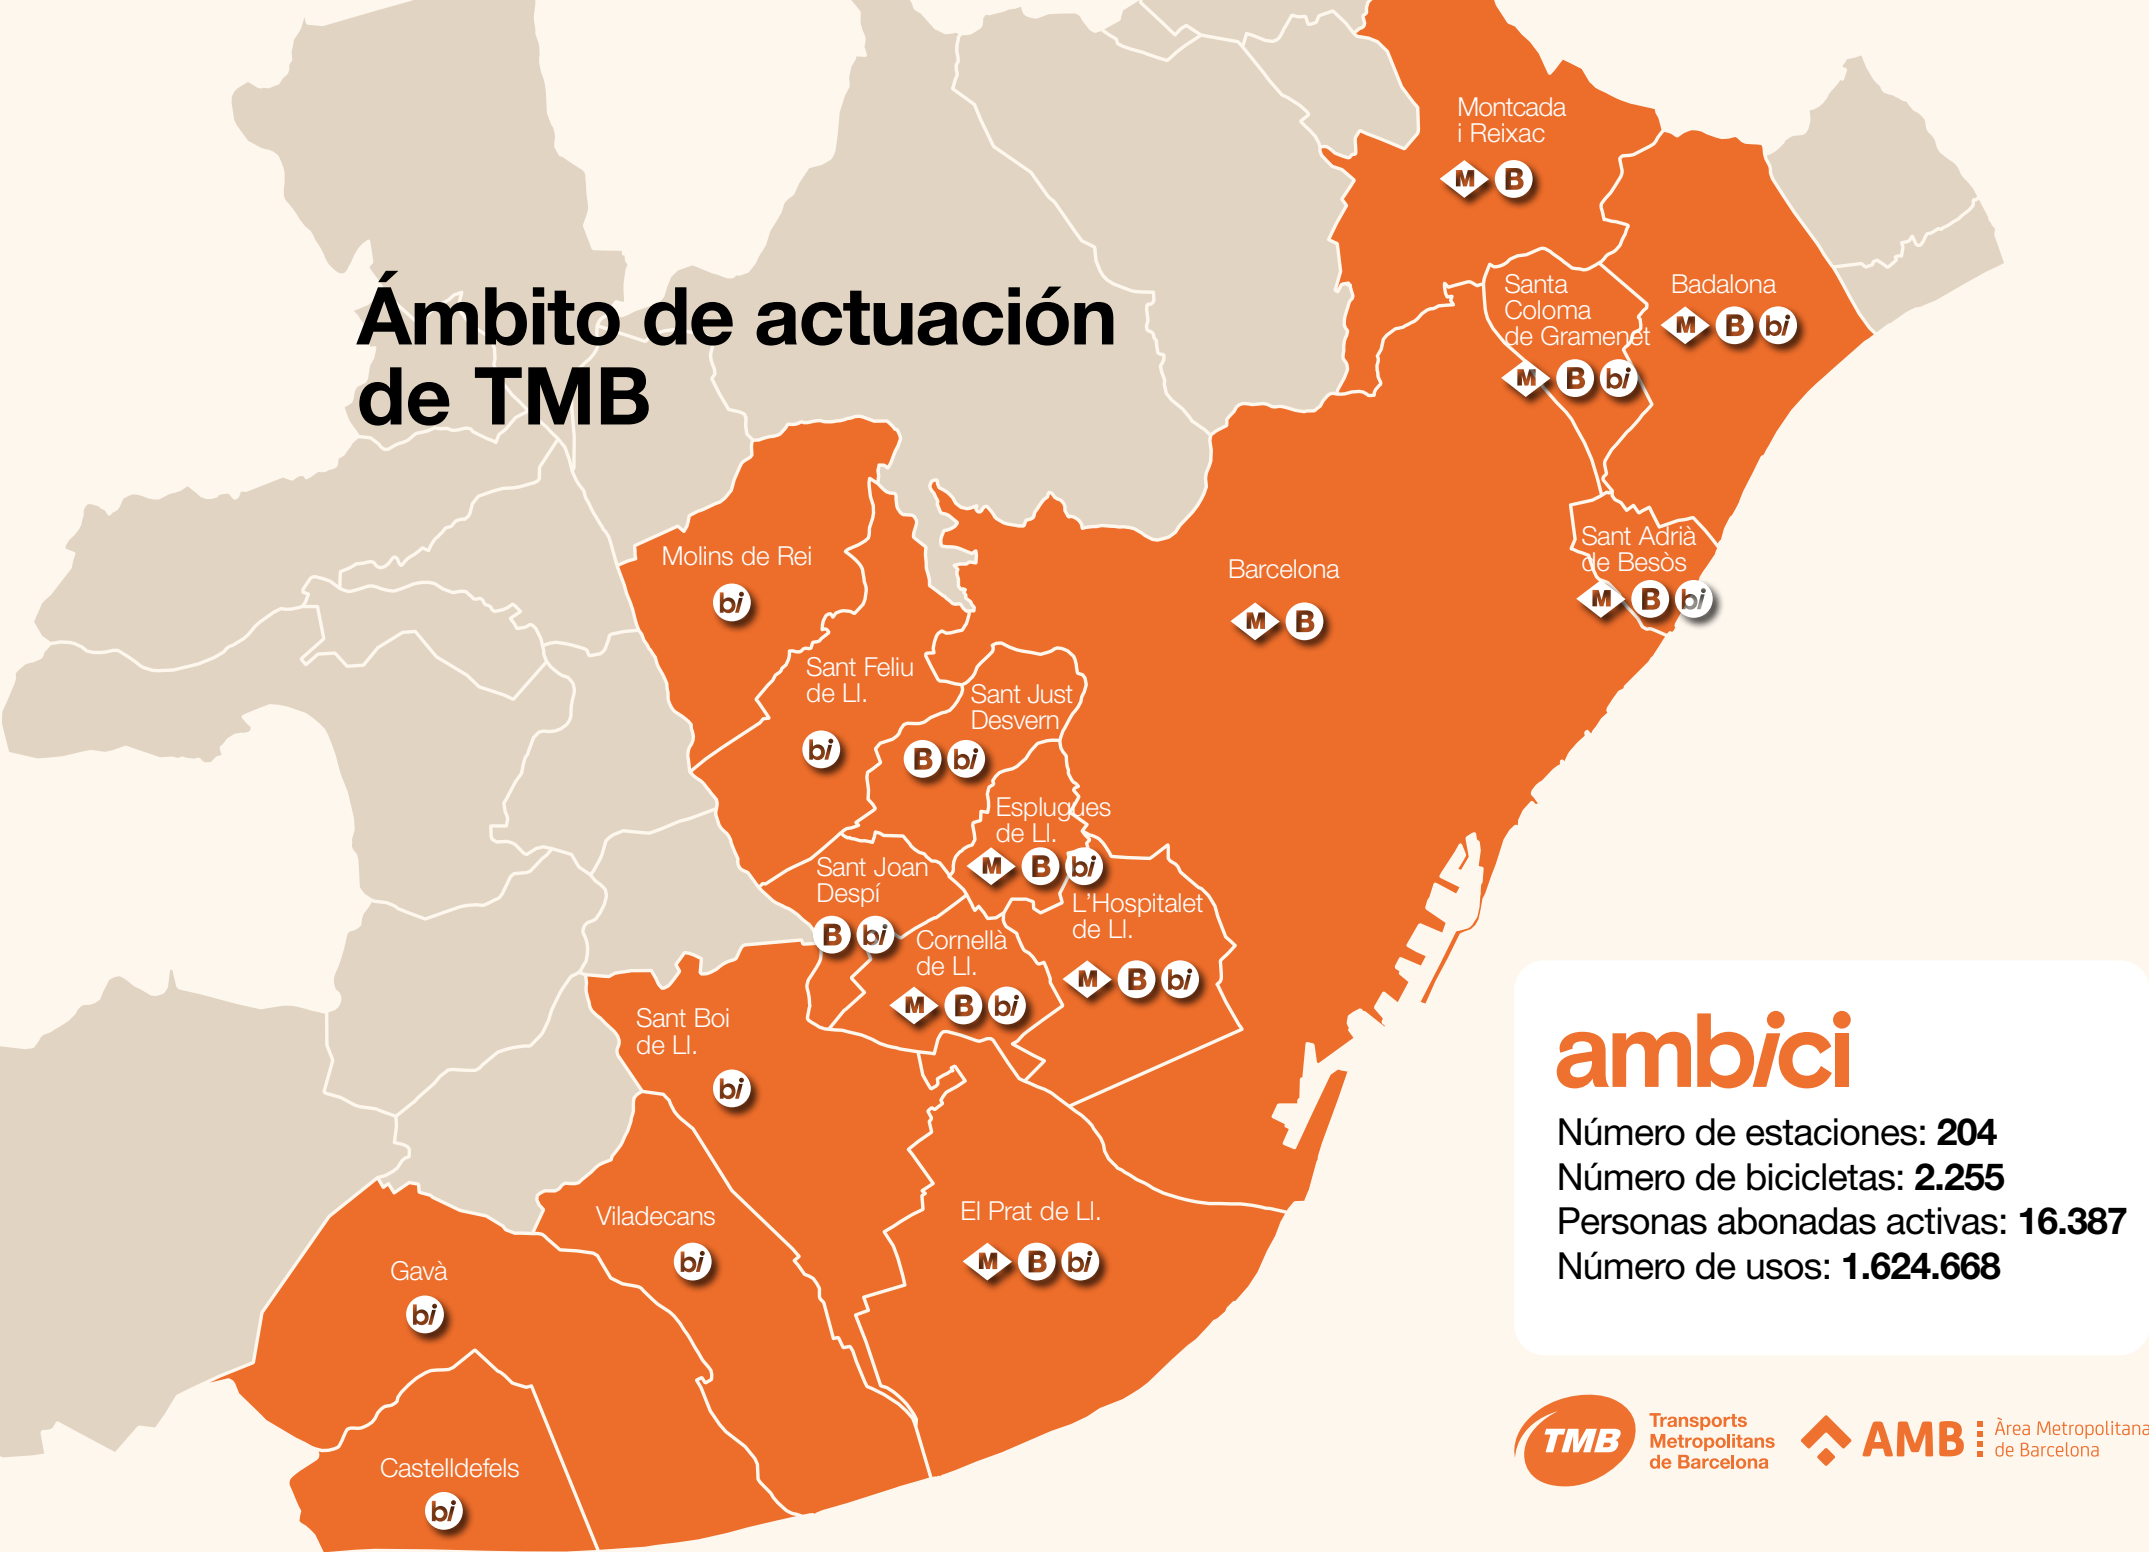 Ámbito de actuación
de TMB
Montcada
i Reixac
M B
Santa
Coloma
de Gramenet
M B bi
Badalona
M B bi
Molins de Rei
bi
Barcelona
M B
Sant Adrià
de Besòs
M B bi
Sant Feliu
de Ll.
bi
Sant Just
Desvern
B bi
Esplugues
de Ll.
M B bi
Sant Joan
Despí
B bi
L'Hospitalet
de Ll.
M B bi
Cornellà
de Ll.
M B bi
Sant Boi
de Ll.
bi
Viladecans
bi
El Prat de Ll.
M B bi
Gavà
bi
Castelldefels
bi
ambici
Número de estaciones: 204
Número de bicicletas: 2.255
Personas abonadas activas: 16.387
Número de usos: 1.624.668
TMB
Transports
Metropolitans
de Barcelona
AMB
Àrea Metropolitana
de Barcelona